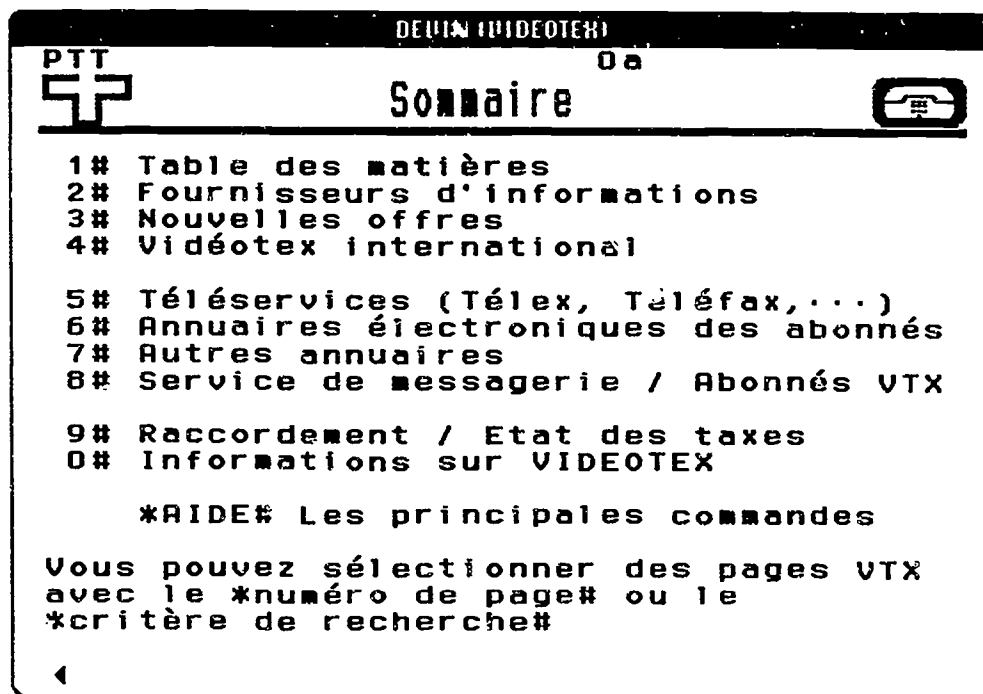 DEVIN (VIDEOTEX)
PTT 0a
Sommaire
1# Table des matières
2# Fournisseurs d'informations
3# Nouvelles offres
4# Vidéotex international
5# Téléservices (Télex, Téléfax,...)
6# Annuaires électroniques des abonnés
7# Autres annuaires
8# Service de messagerie / Abonnés VTX
9# Raccordement / Etat des taxes
0# Informations sur VIDEOTEX
*AIDE# Les principales commandes
Vous pouvez sélectionner des pages VTX
avec le *numéro de page# ou le
*critère de recherche#